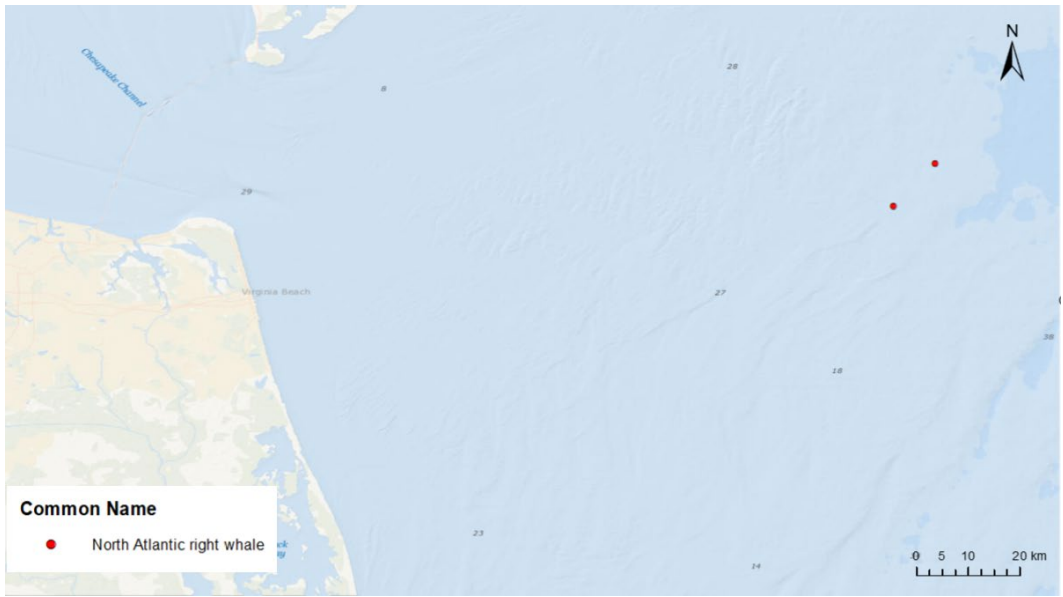 N
Chesapeake Channel
28
8
29
Virginia Beach
27
38
18
Common Name
North Atlantic right whale
23
14
0 5 10 20 km